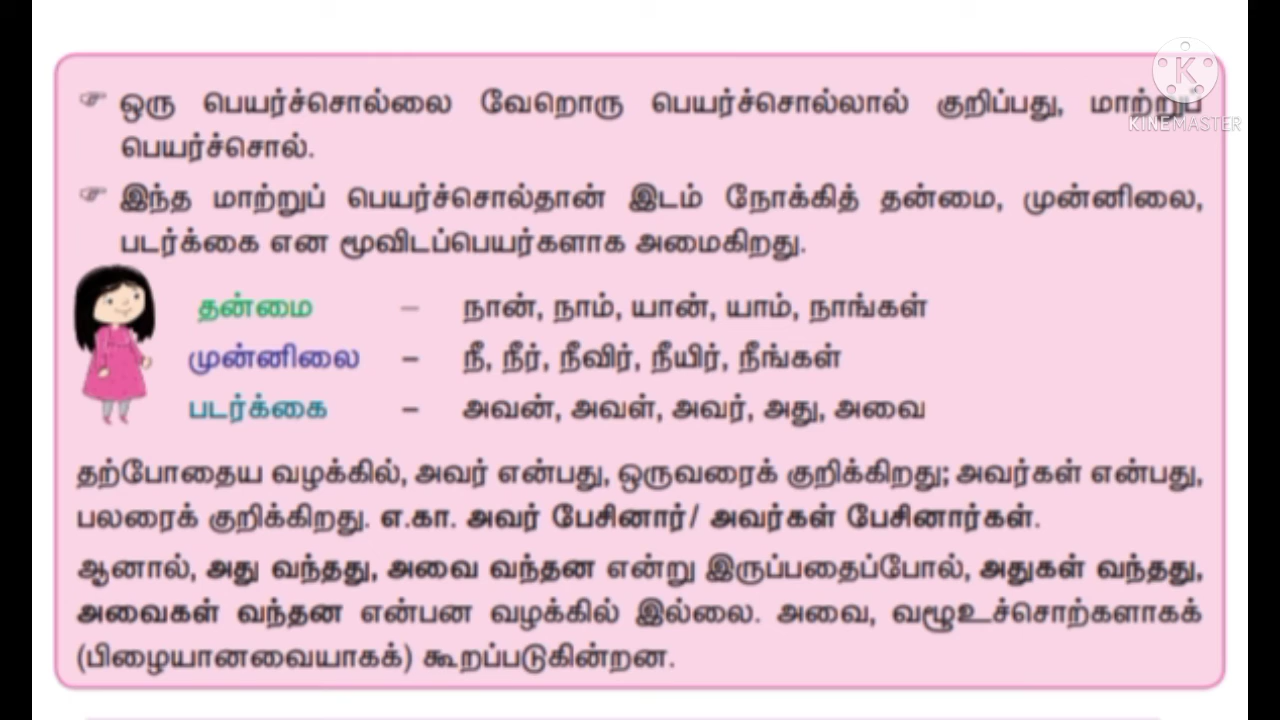 ☞ ஒரு பெயர்ச்சொல்லை வேறொரு பெயர்ச்சொல்லால் குறிப்பது, மாற்றுப்
பெயர்ச்சொல்.
☞ இந்த மாற்றுப் பெயர்ச்சொல்தான் இடம் நோக்கித் தன்மை, முன்னிலை,
படர்க்கை என மூவிடப்பெயர்களாக அமைகிறது.
தன்மை – நான், நாம், யான், யாம், நாங்கள்
முன்னிலை – நீ, நீர், நீவிர், நீயிர், நீங்கள்
படர்க்கை – அவன், அவள், அவர், அது, அவை
தற்போதைய வழக்கில், அவர் என்பது, ஒருவரைக் குறிக்கிறது; அவர்கள் என்பது,
பலரைக் குறிக்கிறது. எ.கா. அவர் பேசினார்/ அவர்கள் பேசினார்கள்.
ஆனால், அது வந்தது, அவை வந்தன என்று இருப்பதைப்போல், அதுகள் வந்தது,
அவைகள் வந்தன என்பன வழக்கில் இல்லை. அவை, வழூஉச்சொற்களாகக்
(பிழையானவையாகக்) கூறப்படுகின்றன.
K
KINEMASTER